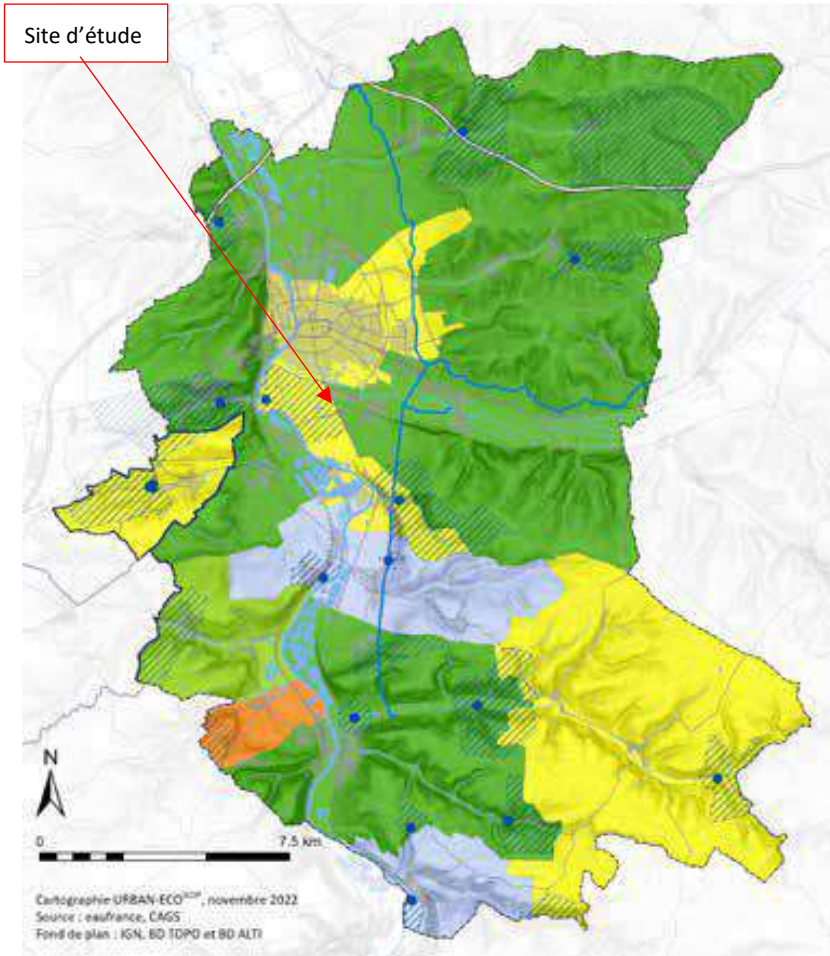 Site d'étude
N
0 7.5 km
Cartographie URBAN-ECO SCOP, novembre 2022
Source : eaufrance, CAGS
Fond de plan : IGN, BD TOPO et BD ALTI